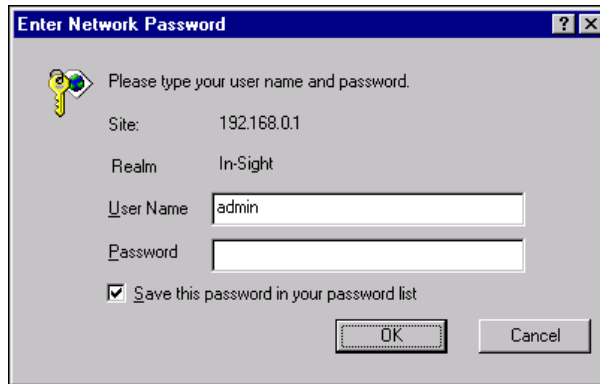 Enter Network Password
Please type your user name and password.
Site: 192.168.0.1
Realm In-Sight
User Name admin
Password
Save this password in your password list
OK Cancel